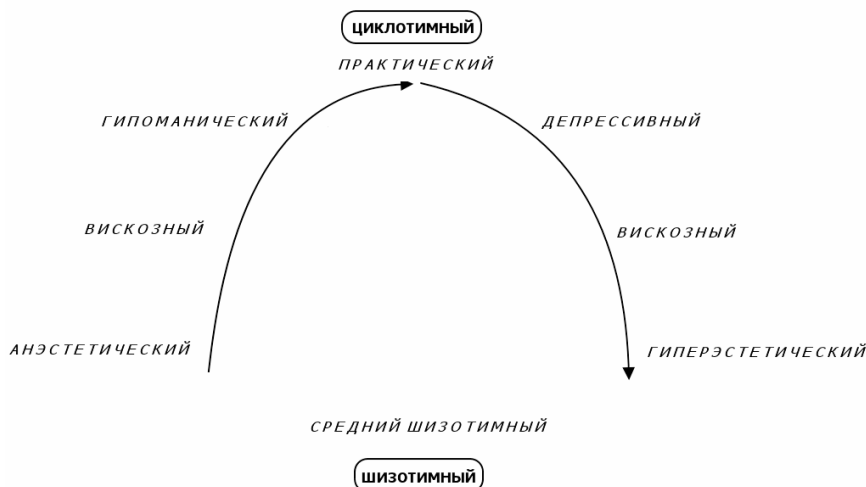 ЦИКЛОТИМНЫЙ
ПРАКТИЧЕСКИЙ
ГИПОМАНИЧЕСКИЙ
ДЕПРЕССИВНЫЙ
ВИСКОЗНЫЙ
ВИСКОЗНЫЙ
АНЭСТЕТИЧЕСКИЙ
ГИПЕРЭСТЕТИЧЕСКИЙ
СРЕДНИЙ ШИЗОТИМНЫЙ
ШИЗОТИМНЫЙ